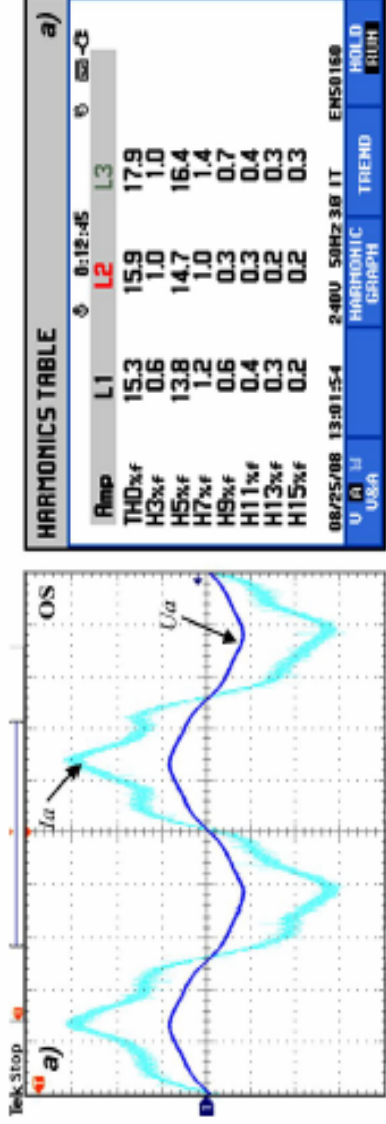 Tek Stop
a)
OS
Ia
Ua
HARMONICS TABLE a)
0:12:45
Amp L1 L2 L3
THD%f 15.3 15.9 17.9
H3%f 0.6 1.0 1.0
H5%f 13.8 14.7 16.4
H7%f 1.2 1.0 1.4
H9%f 0.6 0.3 0.7
H11%f 0.4 0.3 0.4
H13%f 0.3 0.2 0.3
H15%f 0.2 0.2 0.3
08/25/08 13:01:54 240V 50Hz 3Ø IT EN50160
V A W
V&A
HARMONIC
GRAPH
TREND
HOLD
RUN